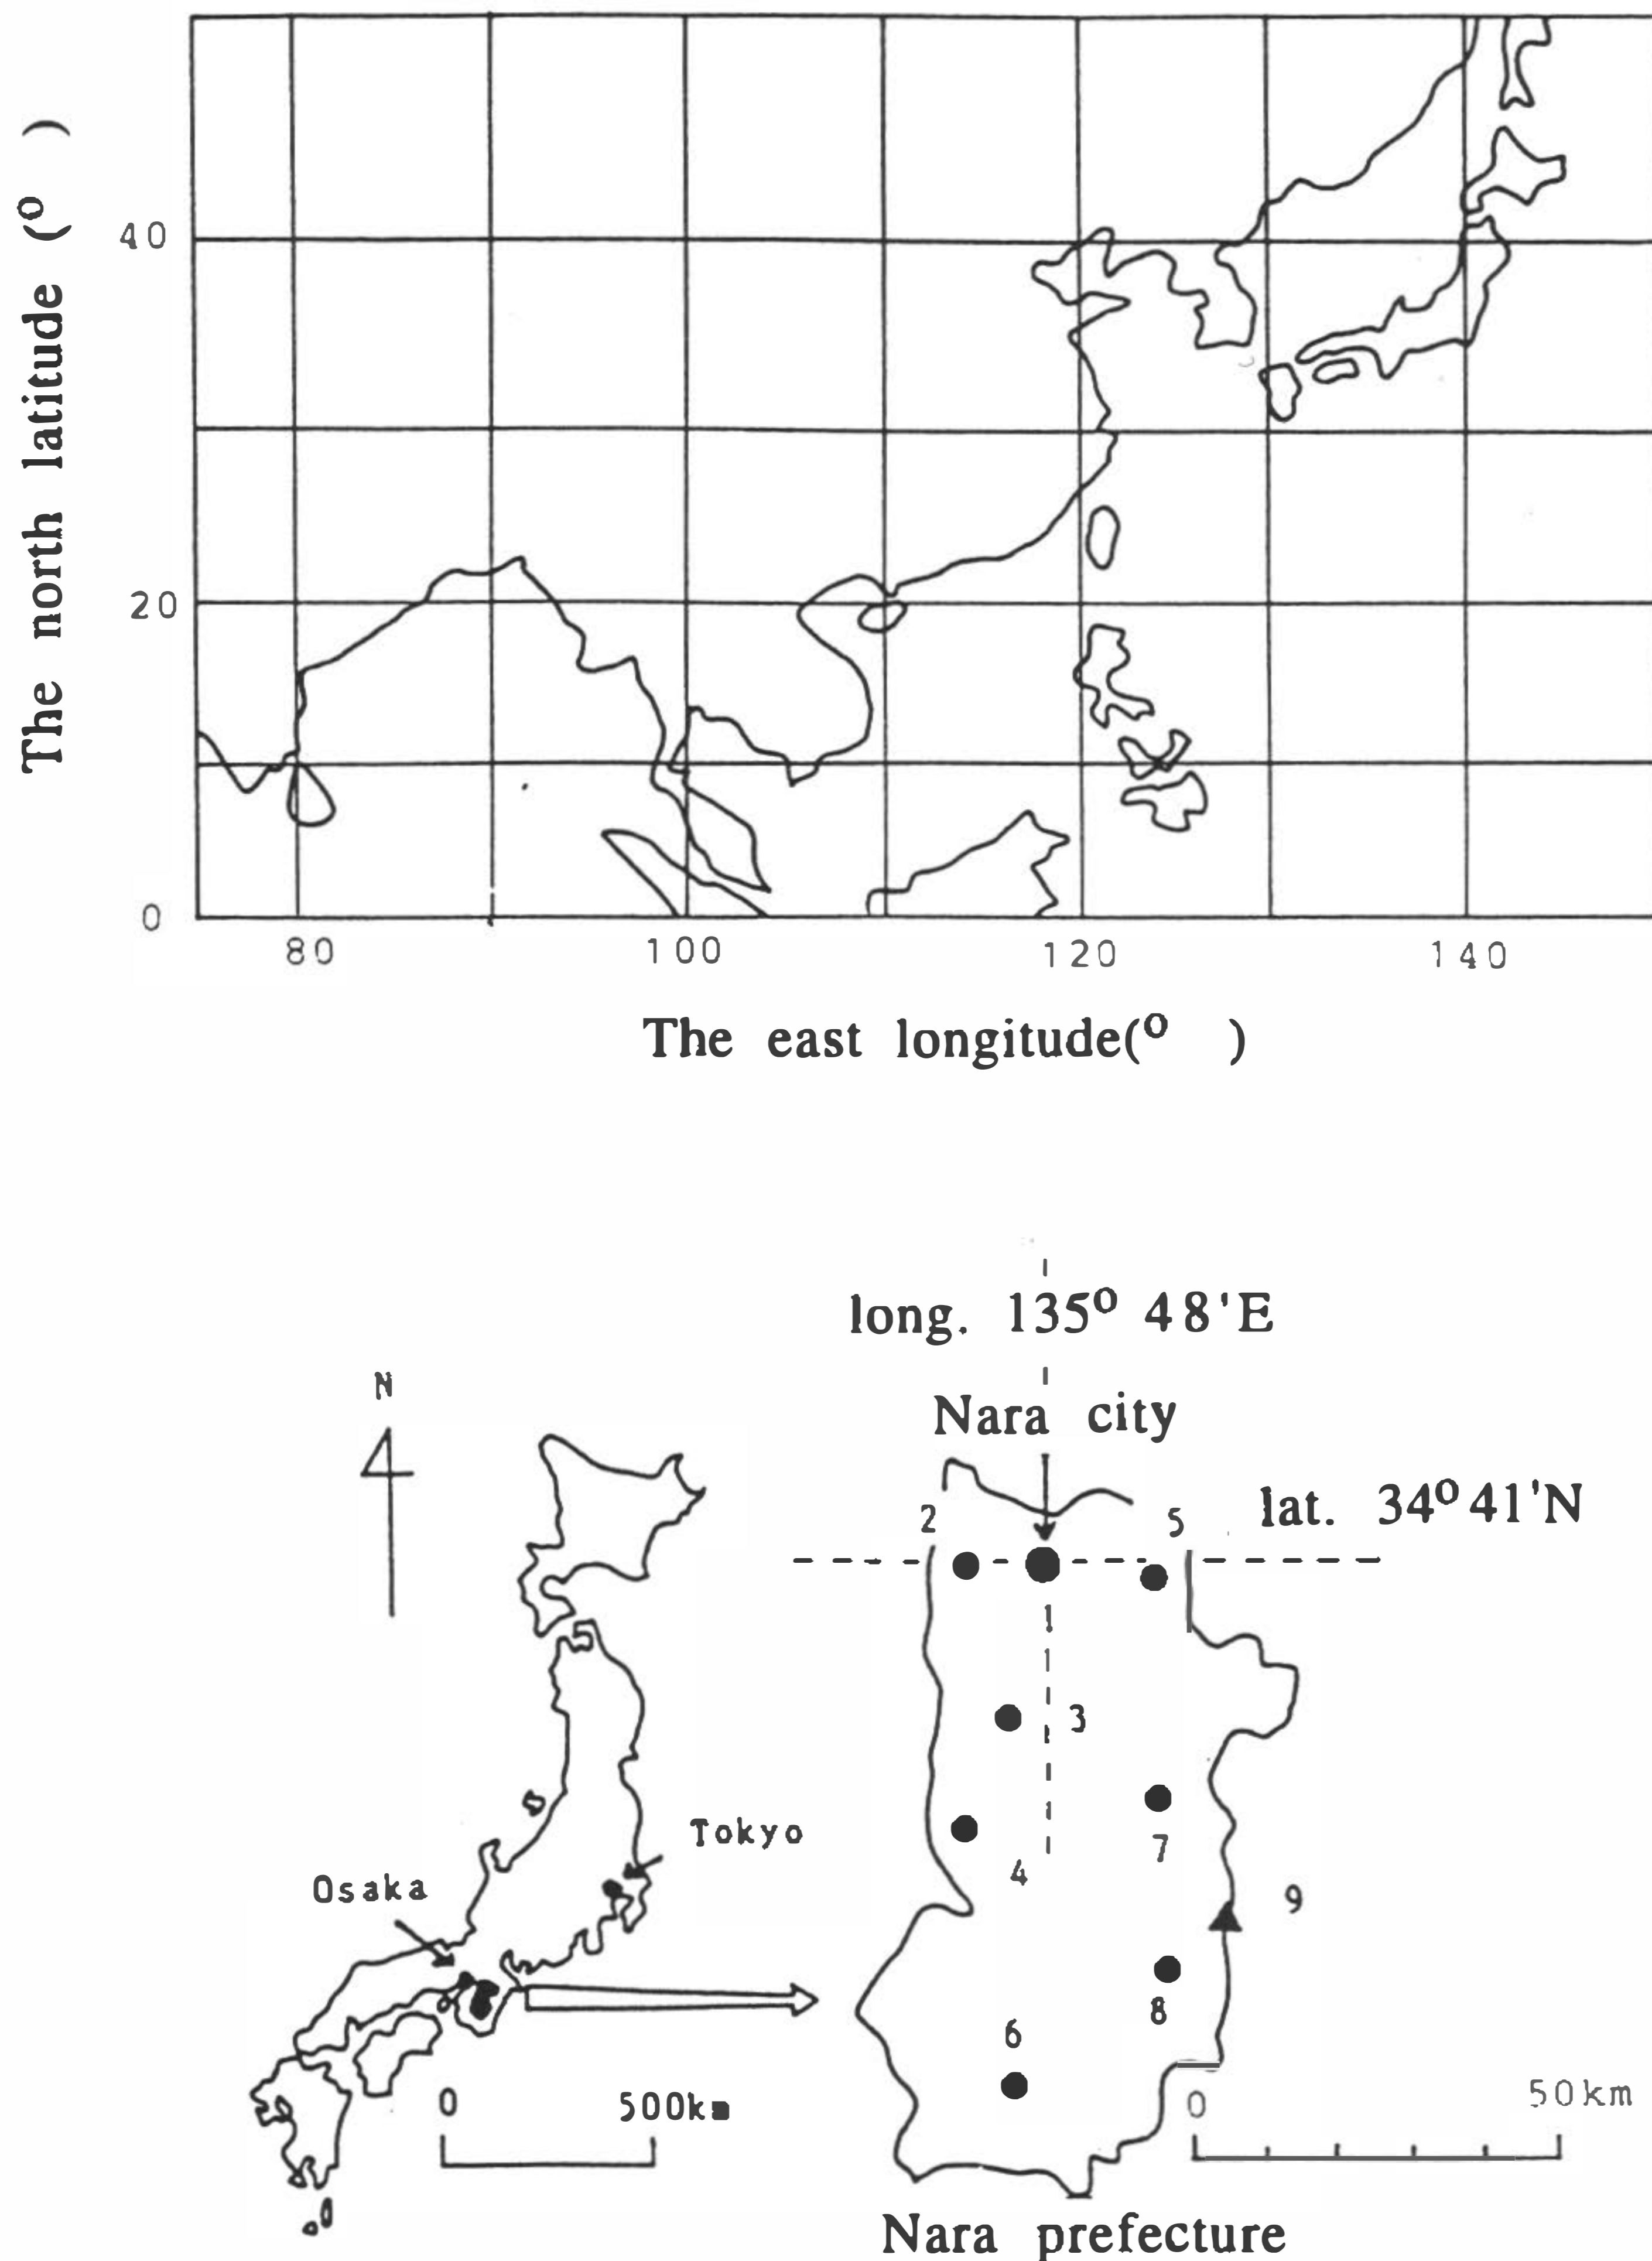 The north latitude (° )
40
20
0
80 100 120 140
The east longitude(° )
long. 135° 48'E
N
Nara city
lat. 34° 41'N
2
5
1
3
Tokyo
7
4
Osaka
9
8
6
0 500km
0 50km
Nara prefecture